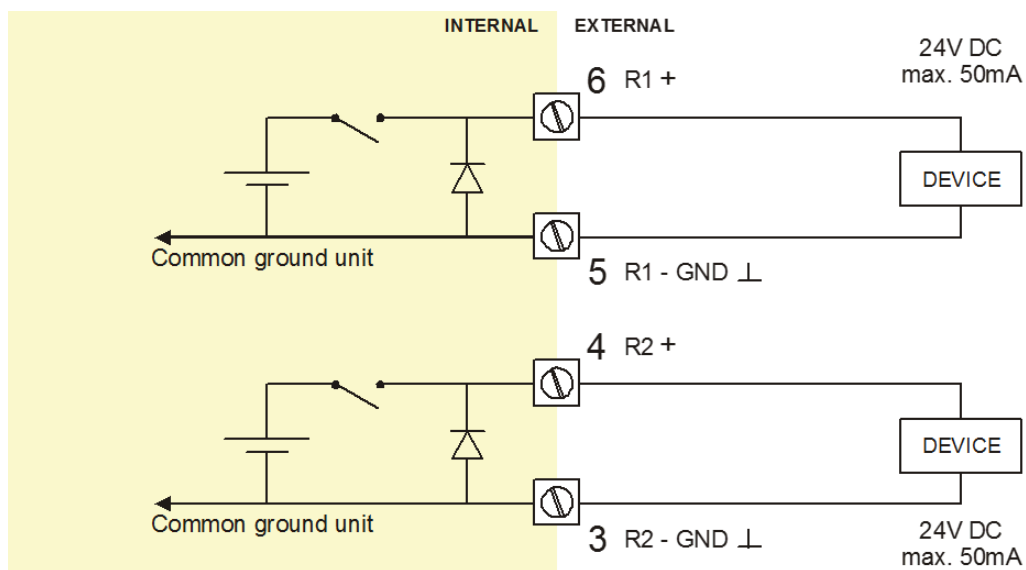 INTERNAL EXTERNAL
24V DC
max. 50mA
6 R1 +
DEVICE
Common ground unit
5 R1 - GND ⊥
4 R2 +
DEVICE
Common ground unit
3 R2 - GND ⊥
24V DC
max. 50mA